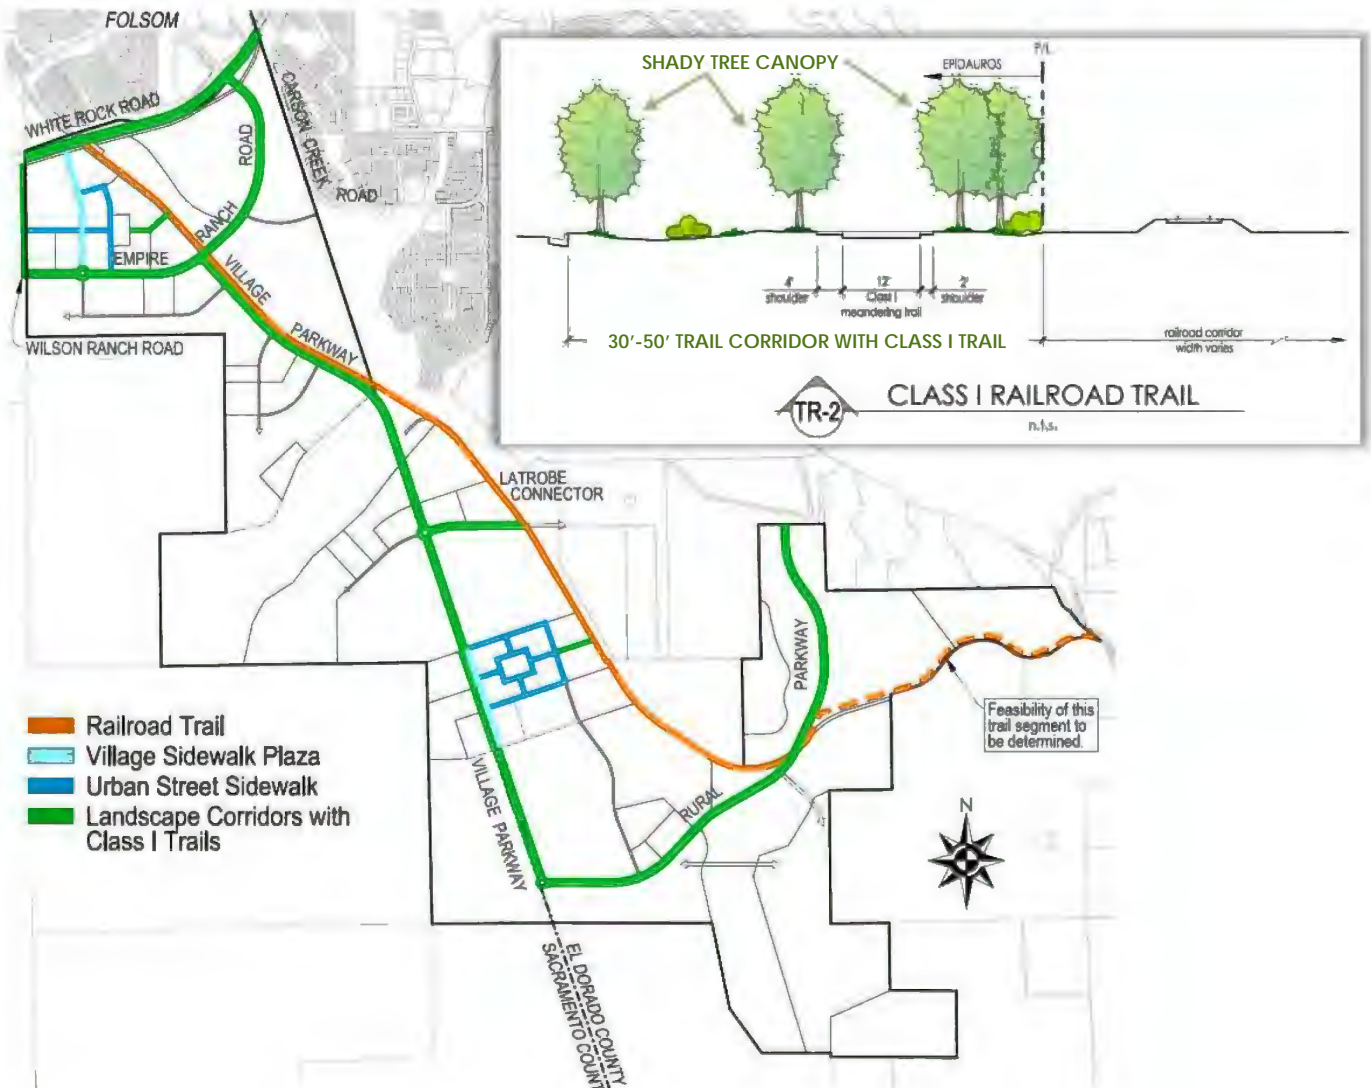 FOLSOM
WHITE ROCK ROAD
CARSON CREEK
ROAD
ROAD
RANCH
EMPIRE
VILLAGE
PARKWAY
WILSON RANCH ROAD
SHADY TREE CANOPY
EPIDAUROS
P/L
4'
shoulder
12'
Class I
meandering trail
2'
shoulder
30'-50' TRAIL CORRIDOR WITH CLASS I TRAIL
railroad corridor
width varies
TR-2
CLASS I RAILROAD TRAIL
n.t.s.
LATROBE
CONNECTOR
PARKWAY
Feasibility of this
trail segment to
be determined.
RURAL
VILLAGE PARKWAY
Railroad Trail
Village Sidewalk Plaza
Urban Street Sidewalk
Landscape Corridors with
Class I Trails
N
EL DORADO COUNTY
SACRAMENTO COUNT